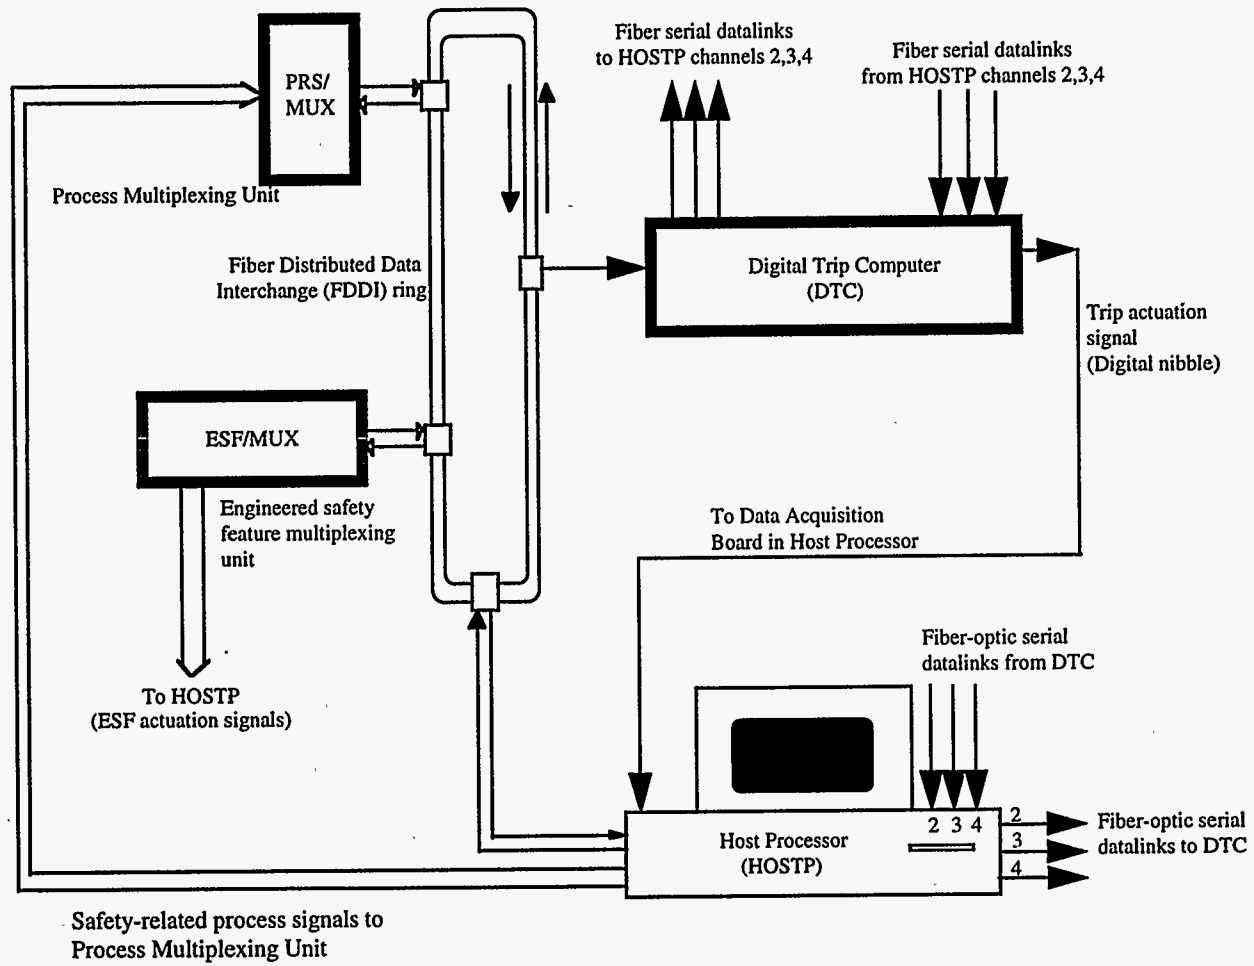 Fiber serial datalinks
to HOSTP channels 2,3,4
Fiber serial datalinks
from HOSTP channels 2,3,4
PRS/
MUX
Process Multiplexing Unit
Fiber Distributed Data
Interchange (FDDI) ring
Digital Trip Computer
(DTC)
Trip actuation
signal
(Digital nibble)
ESF/MUX
Engineered safety
feature multiplexing
unit
To Data Acquisition
Board in Host Processor
To HOSTP
(ESF actuation signals)
Fiber-optic serial
datalinks from DTC
2 3 4
Host Processor
(HOSTP)
2
3
4
Fiber-optic serial
datalinks to DTC
Safety-related process signals to
Process Multiplexing Unit